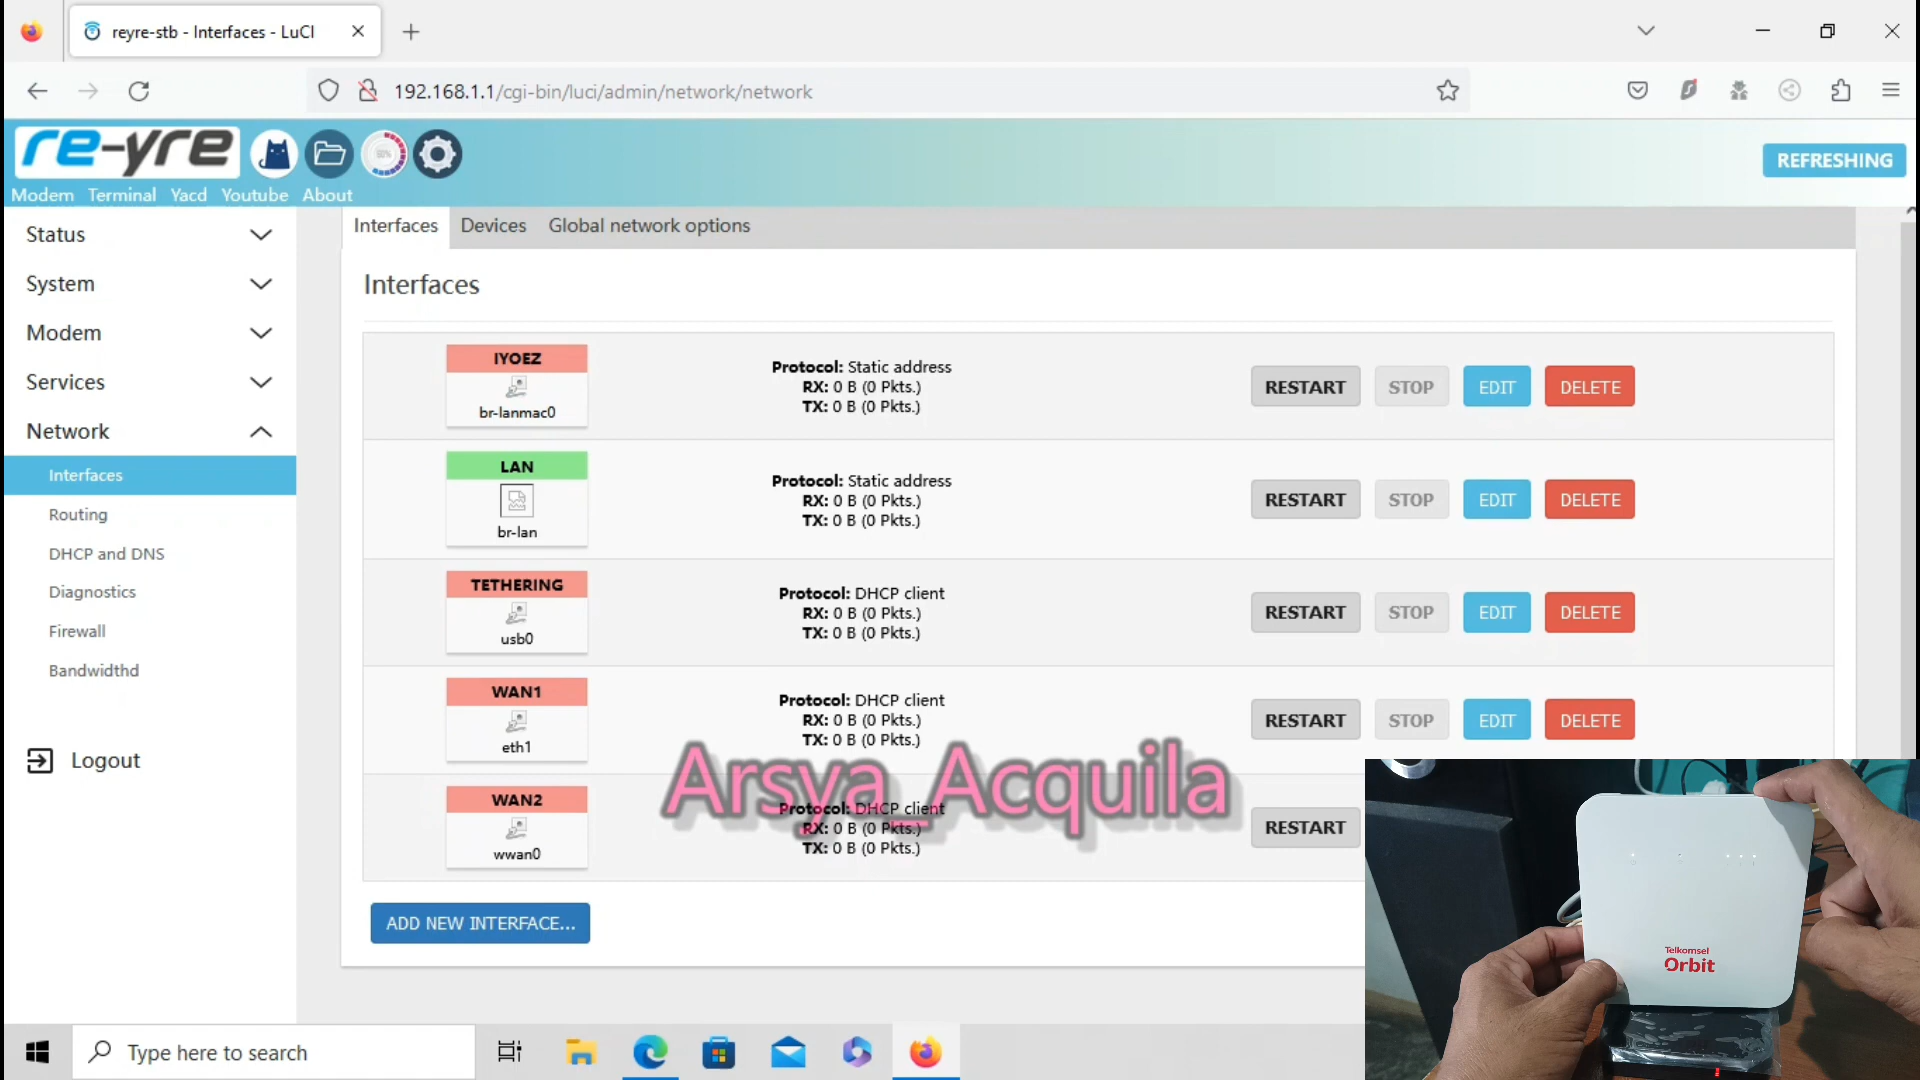 reyre-stb - Interfaces - LuCI
192.168.1.1/cgi-bin/luci/admin/network/network
re-yre
REFRESHING
Modem Terminal Yacd Youtube About
Status
System
Modem
Services
Network
Interfaces
Routing
DHCP and DNS
Diagnostics
Firewall
Bandwidthd
Logout
Interfaces Devices Global network options
Interfaces
IYOEZ
br-lanmac0
Protocol: Static address
RX: 0 B (0 Pkts.)
TX: 0 B (0 Pkts.)
RESTART STOP EDIT DELETE
LAN
br-lan
Protocol: Static address
RX: 0 B (0 Pkts.)
TX: 0 B (0 Pkts.)
RESTART STOP EDIT DELETE
TETHERING
usb0
Protocol: DHCP client
RX: 0 B (0 Pkts.)
TX: 0 B (0 Pkts.)
RESTART STOP EDIT DELETE
WAN1
eth1
Protocol: DHCP client
RX: 0 B (0 Pkts.)
TX: 0 B (0 Pkts.)
RESTART STOP EDIT DELETE
Arsya_Acquila
WAN2
wwan0
Protocol: DHCP client
RX: 0 B (0 Pkts.)
TX: 0 B (0 Pkts.)
RESTART
ADD NEW INTERFACE...
Telkomsel
Orbit
Type here to search